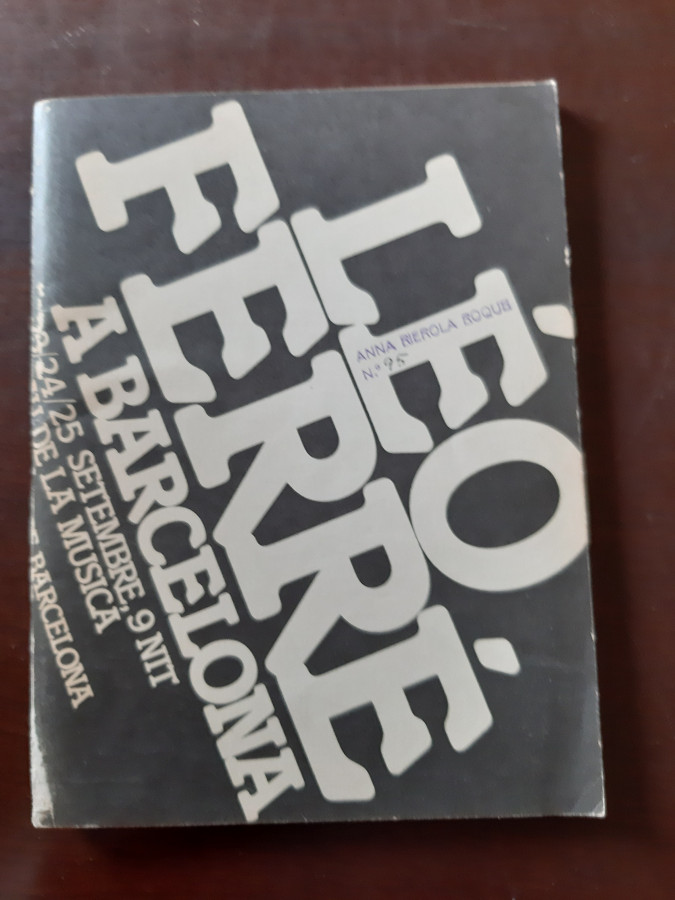 LÉO
FERRÉ
A BARCELONA
24/25 SETEMBRE, 9 NIT
DE LA MUSICA
BARCELONA
ANNA RIEROLA ROQUE
N.º 95